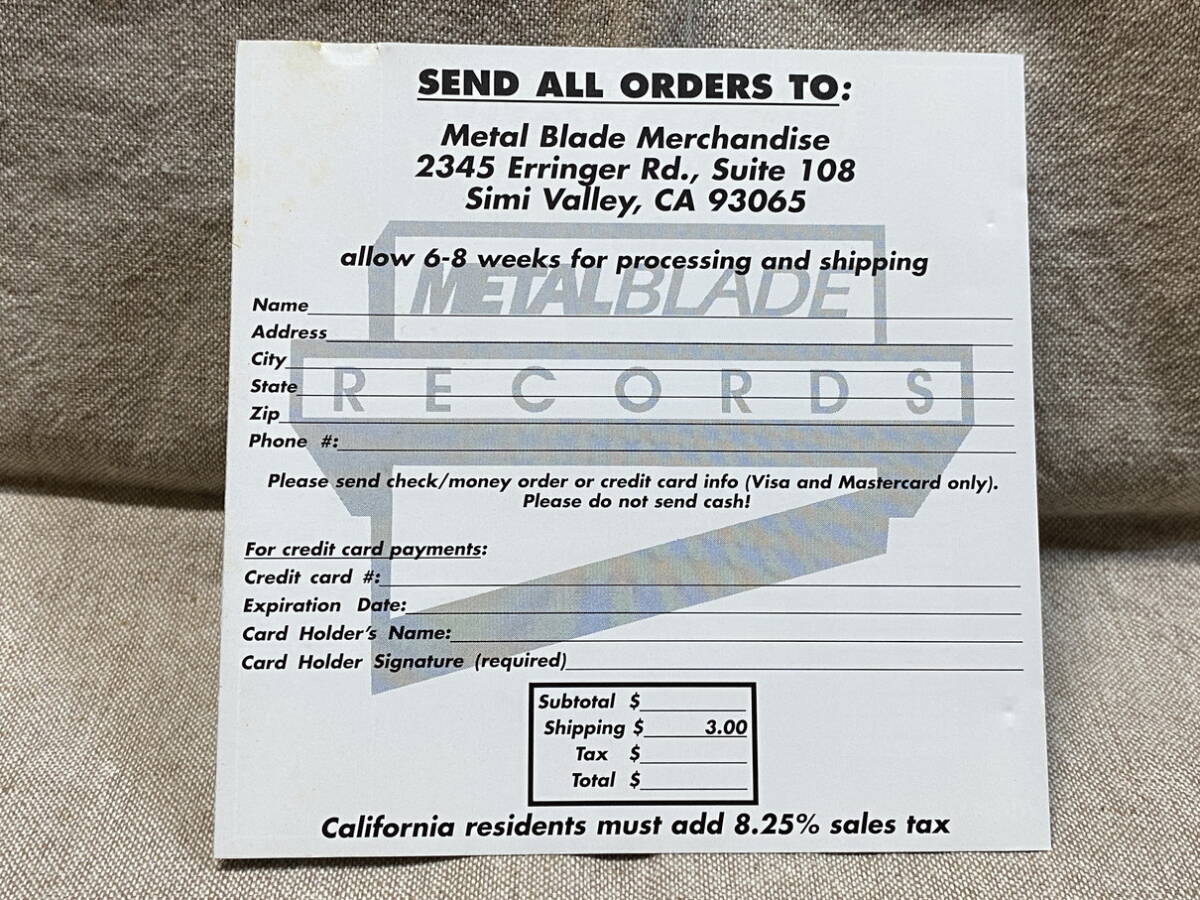 SEND ALL ORDERS TO:
Metal Blade Merchandise
2345 Erringer Rd., Suite 108
Simi Valley, CA 93065
allow 6-8 weeks for processing and shipping
METAL BLADE
RECORDS
Name
Address
City
State
Zip
Phone #:
Please send check/money order or credit card info (Visa and Mastercard only).
Please do not send cash!
For credit card payments:
Credit card #:
Expiration Date:
Card Holder's Name:
Card Holder Signature (required)
Subtotal $
Shipping $ 3.00
Tax $
Total $
California residents must add 8.25% sales tax